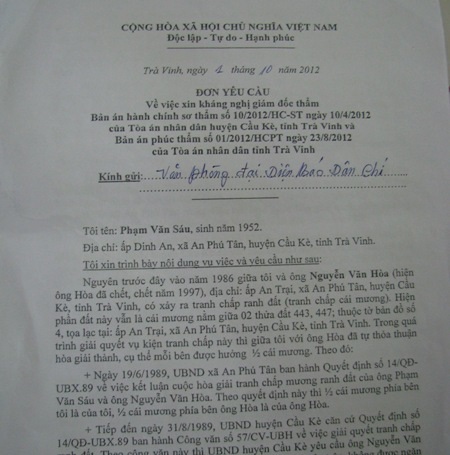 CỘNG HÒA XÃ HỘI CHỦ NGHĨA VIỆT NAM
Độc lập - Tự do - Hạnh phúc
Trà Vinh, ngày 1 tháng 10 năm 2012
ĐƠN YÊU CẦU
Về việc xin kháng nghị giám đốc thẩm
Bản án hành chính sơ thẩm số 10/2012/HC-ST ngày 10/4/2012
của Tòa án nhân dân huyện Cầu Kè, tỉnh Trà Vinh và
Bản án phúc thẩm số 01/2012/HCPT ngày 23/8/2012
của Tòa án nhân dân tỉnh Trà Vinh
Kính gửi: Văn phòng đại Diện Báo Dân Chí
Tôi tên: Phạm Văn Sáu, sinh năm 1952.
Địa chỉ: ấp Dinh An, xã An Phú Tân, huyện Cầu Kè, tỉnh Trà Vinh.
Tôi xin trình bày nội dung vụ việc và yêu cầu như sau:
Nguyên trước đây vào năm 1986 giữa tôi và ông Nguyễn Văn Hòa (hiện
ông Hòa đã chết, chết năm 1997), địa chỉ: ấp An Trại, xã An Phú Tân, huyện Cầu
Kè, tỉnh Trà Vinh, có xảy ra tranh chấp ranh đất (tranh chấp cái mương). Hiện
phần đất này vẫn là cái mương nằm giữa 02 thửa đất 443, 447; thuộc tờ bản đồ số
4, tọa lạc tại: ấp An Trại, xã An Phú Tân, huyện Cầu Kè, tỉnh Trà Vinh. Trong quá
trình giải quyết vụ kiện tranh chấp này thì giữa tôi với ông Hòa đã tự thỏa thuận
hòa giải thành, cụ thể mỗi bên được hưởng ½ cái mương. Theo đó:
+ Ngày 19/6/1989, UBND xã An Phú Tân ban hành Quyết định số 14/QĐ-
UBX.89 về việc kết luận cuộc hòa giải tranh chấp mương ranh đất của ông Phạm
Văn Sáu và ông Nguyễn Văn Hòa. Theo quyết định này thì ½ cái mương phía bên
tôi là của tôi, ½ cái mương phía bên ông Hòa là của ông Hòa.
+ Tiếp đến ngày 31/8/1989, UBND huyện Cầu Kè căn cứ Quyết định số
14/QĐ-UBX.89 ban hành Công văn số 57/CV-UBH về việc giải quyết tranh chấp